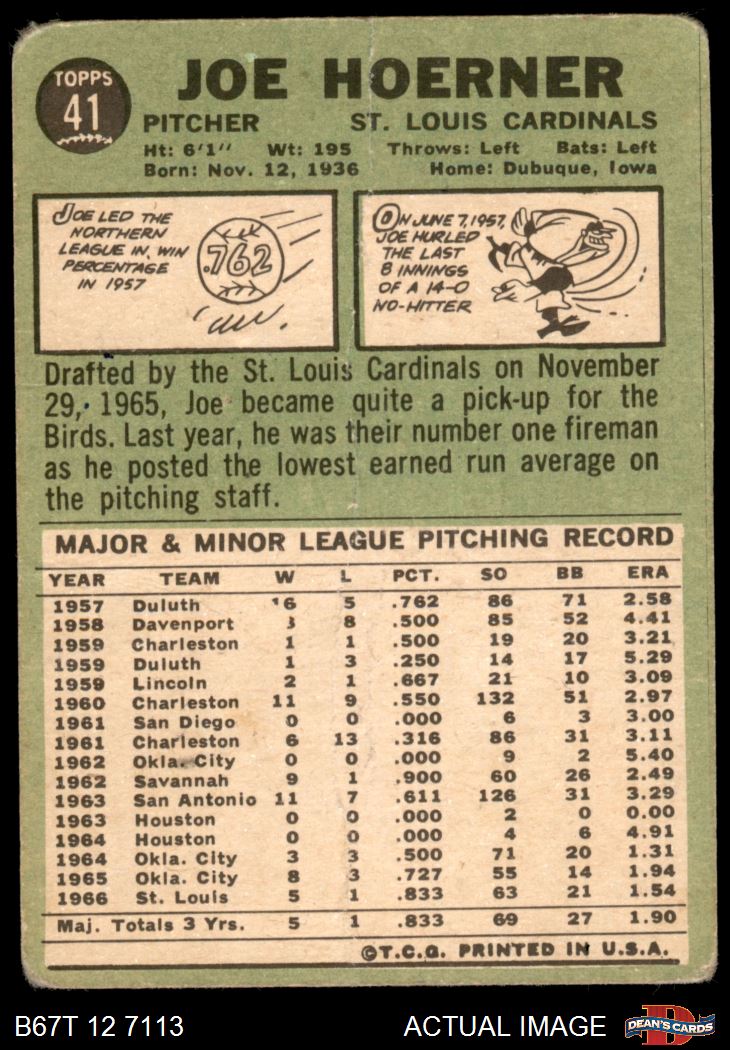 TOPPS
41
JOE HOERNER
PITCHER ST. LOUIS CARDINALS
Ht: 6'1" Wt: 195 Throws: Left Bats: Left
Born: Nov. 12, 1936 Home: Dubuque, Iowa
JOE LED THE
NORTHERN
LEAGUE IN WIN
PERCENTAGE
IN 1957
.762
ON JUNE 7, 1957,
JOE HURLED
THE LAST
8 INNINGS
OF A 14-0
NO-HITTER
Drafted by the St. Louis Cardinals on November
29, 1965, Joe became quite a pick-up for the
Birds. Last year, he was their number one fireman
as he posted the lowest earned run average on
the pitching staff.
MAJOR & MINOR LEAGUE PITCHING RECORD
YEAR TEAM W L PCT. SO BB ERA
1957 Duluth 16 5 .762 86 71 2.58
1958 Davenport 8 .500 85 52 4.41
1959 Charleston 1 1 .500 19 20 3.21
1959 Duluth 1 3 .250 14 17 5.29
1959 Lincoln 2 1 .667 21 10 3.09
1960 Charleston 11 9 .550 132 51 2.97
1961 San Diego 0 0 .000 6 3 3.00
1961 Charleston 6 13 .316 86 31 3.11
1962 Okla. City 0 0 .000 9 2 5.40
1962 Savannah 9 1 .900 60 26 2.49
1963 San Antonio 11 7 .611 126 31 3.29
1963 Houston 0 0 .000 2 0 0.00
1964 Houston 0 0 .000 4 6 4.91
1964 Okla. City 3 3 .500 71 20 1.31
1965 Okla. City 8 3 .727 55 14 1.94
1966 St. Louis 5 1 .833 63 21 1.54
Maj. Totals 3 Yrs. 5 1 .833 69 27 1.90
©T.C.G. PRINTED IN U.S.A.
B67T 12 7113 ACTUAL IMAGE
D
DEAN'S CARDS